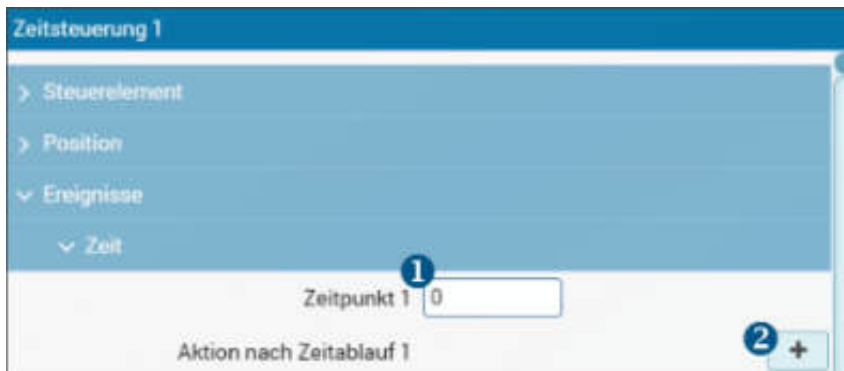 Zeitsteuerung 1
> Steuerelement
> Position
Ereignisse
Zeit
1
Zeitpunkt 1 0
Aktion nach Zeitablauf 1 2 +